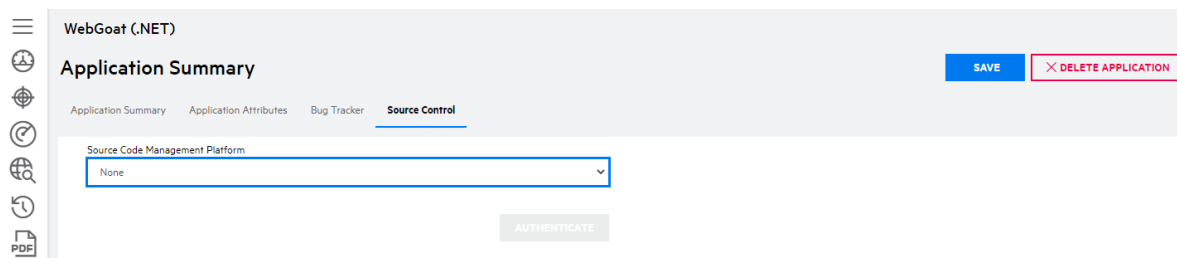 WebGoat (.NET)
Application Summary
SAVE
DELETE APPLICATION
Application Summary Application Attributes Bug Tracker Source Control
Source Code Management Platform
None
AUTHENTICATE
PDF